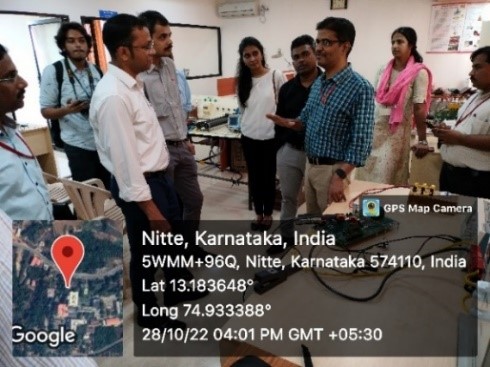 GPS Map Camera
Nitte, Karnataka, India
5WMM+96Q, Nitte, Karnataka 574110, India
Lat 13.183648°
Long 74.933388°
28/10/22 04:01 PM GMT +05:30
Google